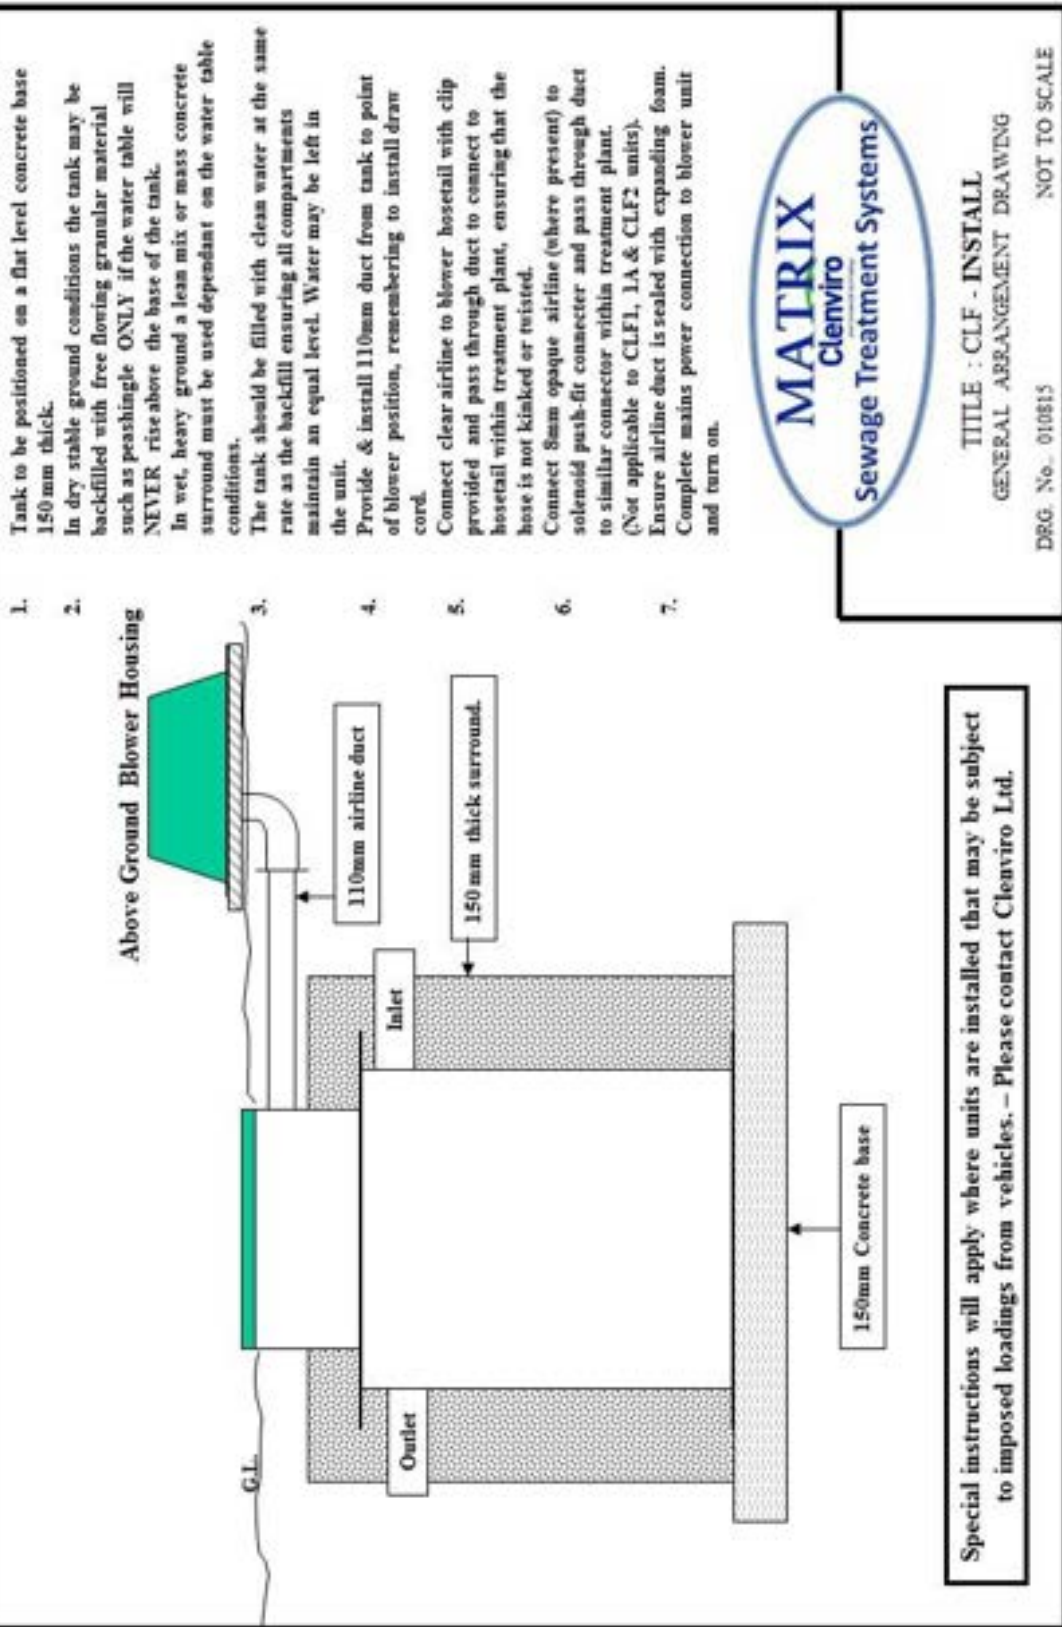 Above Ground Blower Housing
G.L.
110mm airline duct
150mm thick surround.
Inlet
Outlet
150mm Concrete base
Special instructions will apply where units are installed that may be subject
to imposed loadings from vehicles. – Please contact Clenviro Ltd.
1. Tank to be positioned on a flat level concrete base
150mm thick.
2. In dry stable ground conditions the tank may be
backfilled with free flowing granular material
such as peashingle ONLY if the water table will
NEVER rise above the base of the tank.
In wet, heavy ground a lean mix or mass concrete
surround must be used dependant on the water table
conditions.
3. The tank should be filled with clean water at the same
rate as the backfill ensuring all compartments
maintain an equal level. Water may be left in
the unit.
4. Provide & install 110mm duct from tank to point
of blower position, remembering to install draw
cord.
5. Connect clear airline to blower hosetail with clip
provided and pass through duct to connect to
hosetail within treatment plant, ensuring that the
hose is not kinked or twisted.
6. Connect 8mm opaque airline (where present) to
solenoid push-fit connecter and pass through duct
to similar connector within treatment plant.
(Not applicable to CLF1, 1A & CLF2 units).
Ensure airline duct is sealed with expanding foam.
7. Complete mains power connection to blower unit
and turn on.
MATRIX
Clenviro
Sewage Treatment Systems
TITLE : CLF - INSTALL
GENERAL ARRANGEMENT DRAWING
DRG. No.. 010815 NOT TO SCALE